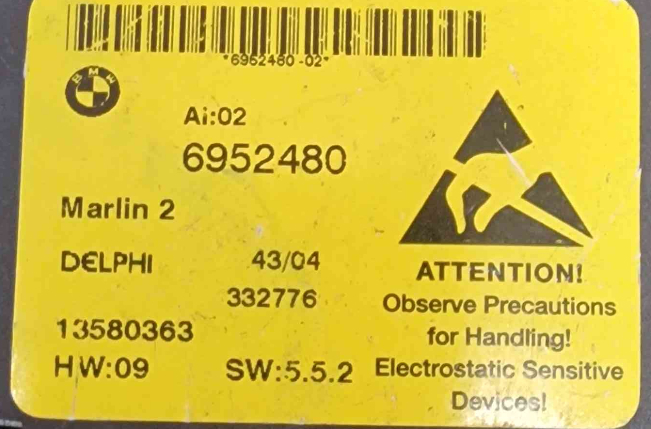 *6952480-02*
BMW
Ai:02
6952480
Marlin 2
DELPHI 43/04
332776
13580363
HW:09 SW:5.5.2
ATTENTION!
Observe Precautions
for Handling!
Electrostatic Sensitive
Devices!